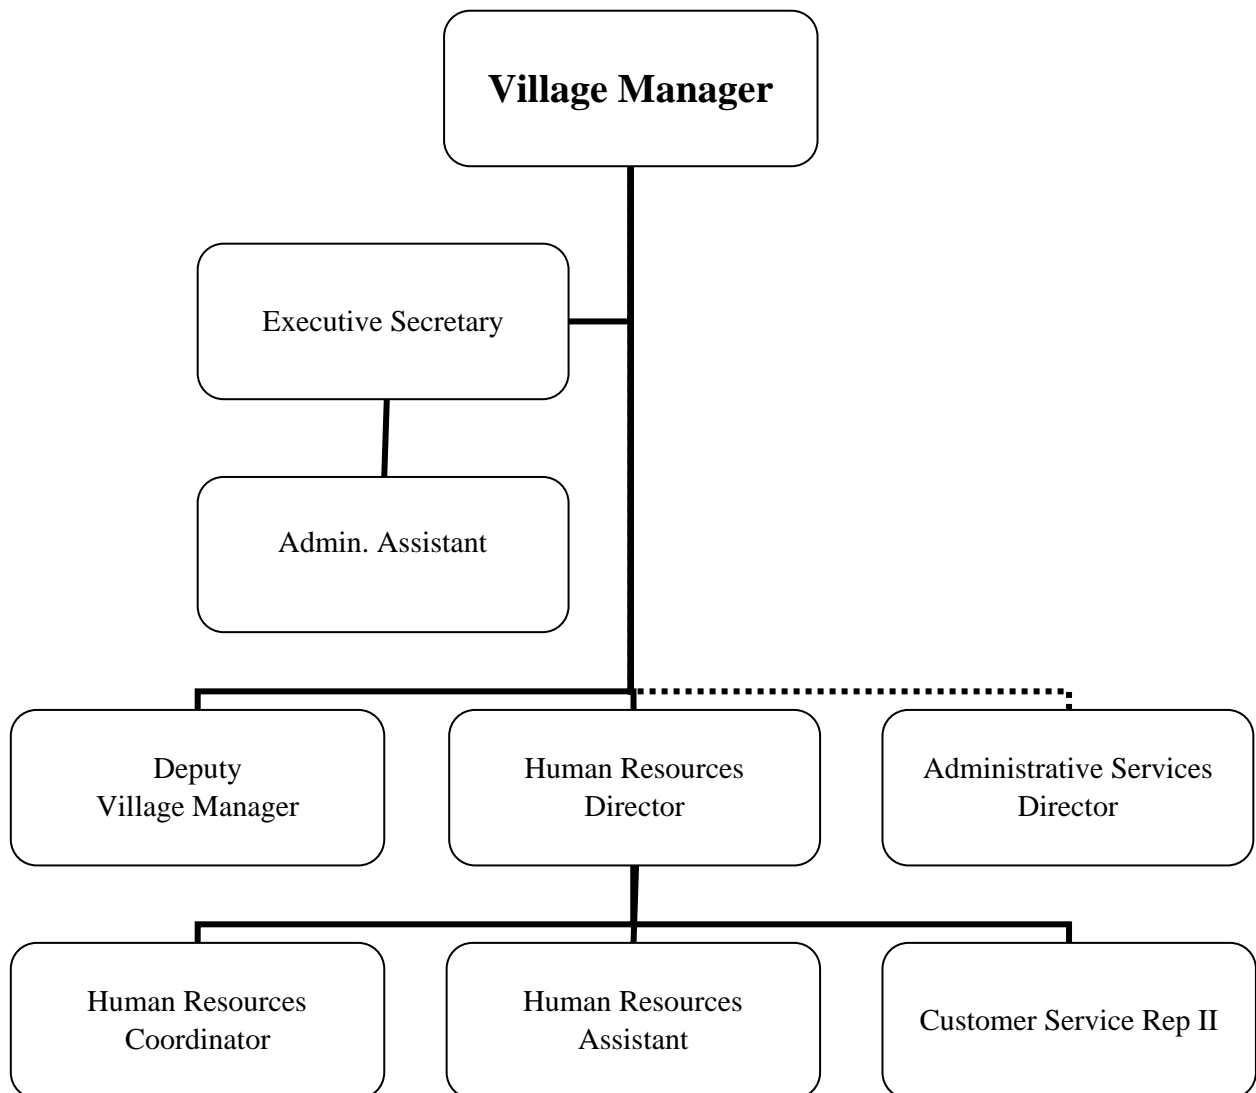 Village Manager
Executive Secretary
Admin. Assistant
Deputy
Village Manager
Human Resources
Director
Administrative Services
Director
Human Resources
Coordinator
Human Resources
Assistant
Customer Service Rep II